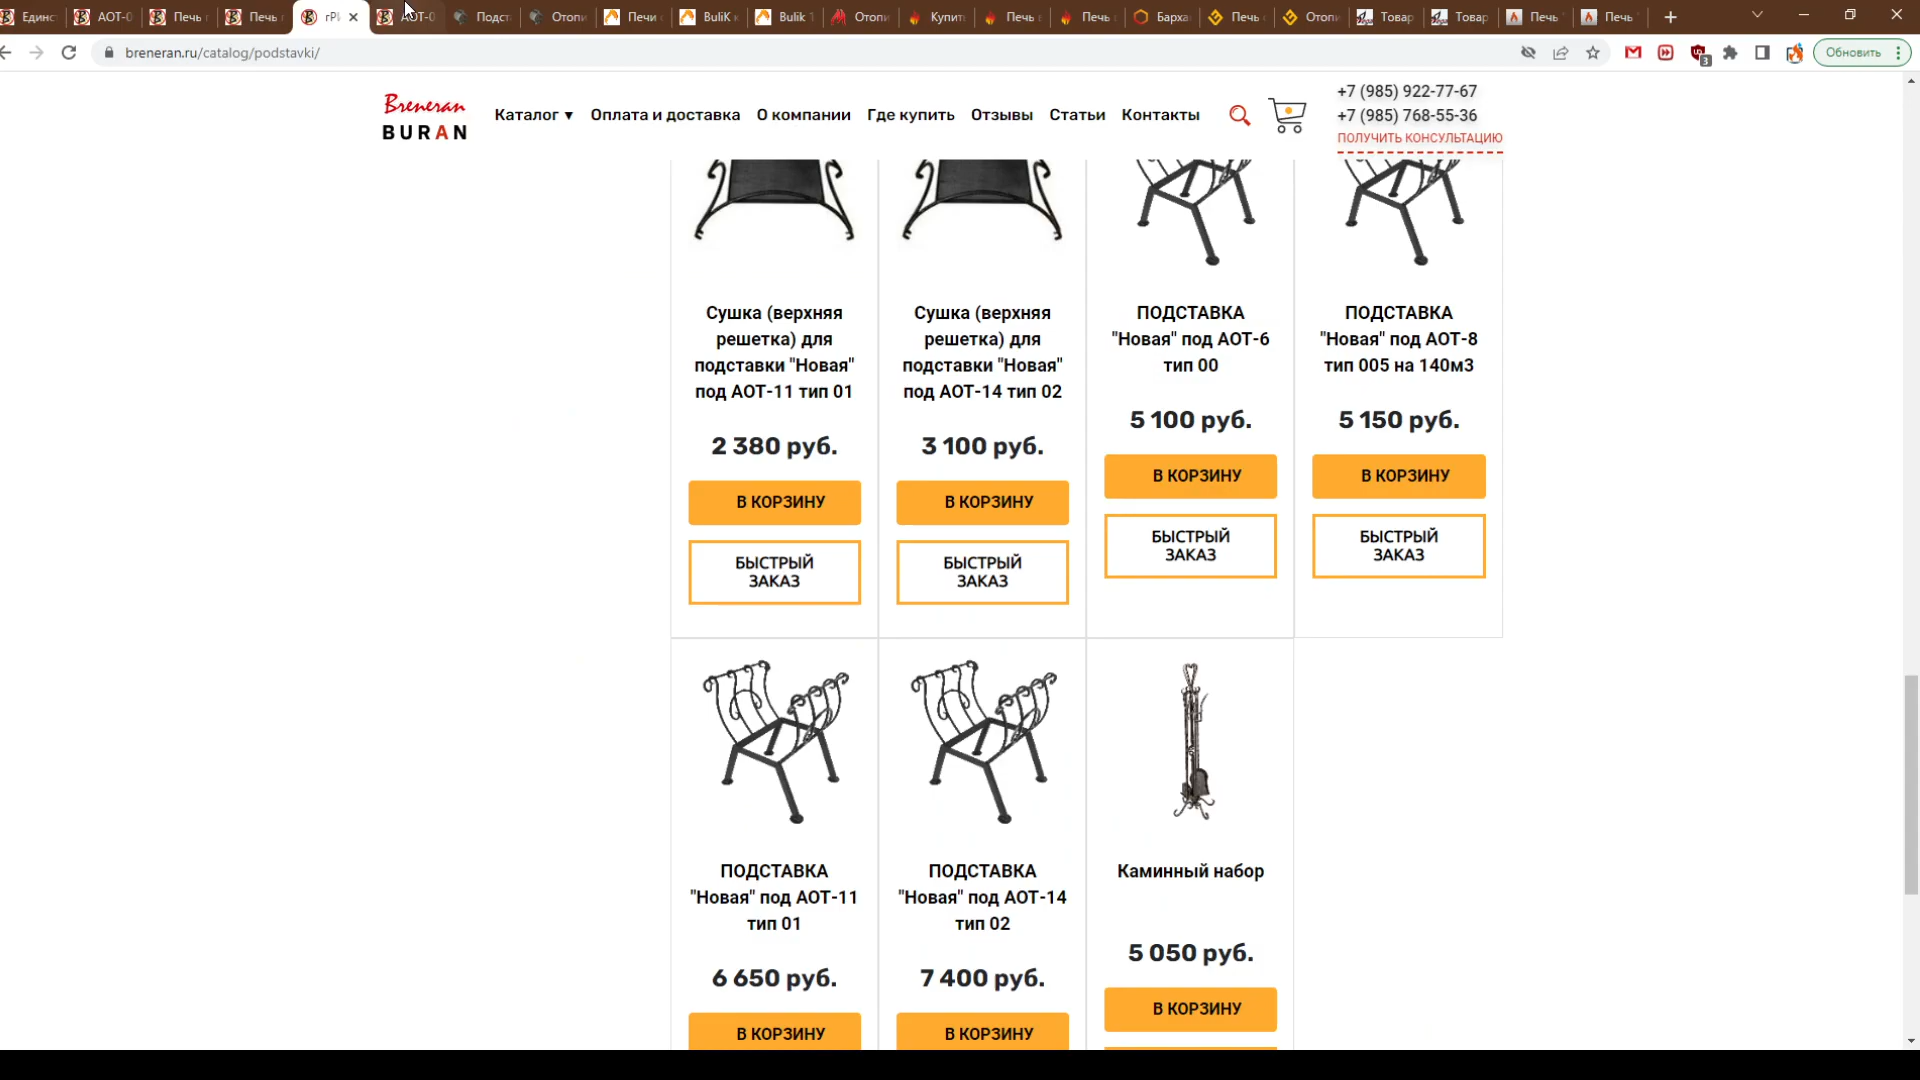 Единс
АОТ-0
Печь
Печь
АОТ-0
Подст
Отопи
Печи
BuliK
Bulik
Отопи
Купит
Печь
Печь
Барха
Печь
Отопи
Товар
Товар
Печь
Печь
breneran.ru/catalog/podstavki/
3
Обновить
Breneran
BURAN
Каталог ▼
Оплата и доставка
О компании
Где купить
Отзывы
Статьи
Контакты
+7 (985) 922-77-67
+7 (985) 768-55-36
ПОЛУЧИТЬ КОНСУЛЬТАЦИЮ
Сушка (верхняя
решетка) для
подставки "Новая"
под АОТ-11 тип 01
2 380 руб.
В КОРЗИНУ
БЫСТРЫЙ
ЗАКАЗ
Сушка (верхняя
решетка) для
подставки "Новая"
под АОТ-14 тип 02
3 100 руб.
В КОРЗИНУ
БЫСТРЫЙ
ЗАКАЗ
ПОДСТАВКА
"Новая" под АОТ-6
тип 00
5 100 руб.
В КОРЗИНУ
БЫСТРЫЙ
ЗАКАЗ
ПОДСТАВКА
"Новая" под АОТ-8
тип 005 на 140м3
5 150 руб.
В КОРЗИНУ
БЫСТРЫЙ
ЗАКАЗ
ПОДСТАВКА
"Новая" под АОТ-11
тип 01
6 650 руб.
В КОРЗИНУ
ПОДСТАВКА
"Новая" под АОТ-14
тип 02
7 400 руб.
В КОРЗИНУ
Каминный набор
5 050 руб.
В КОРЗИНУ